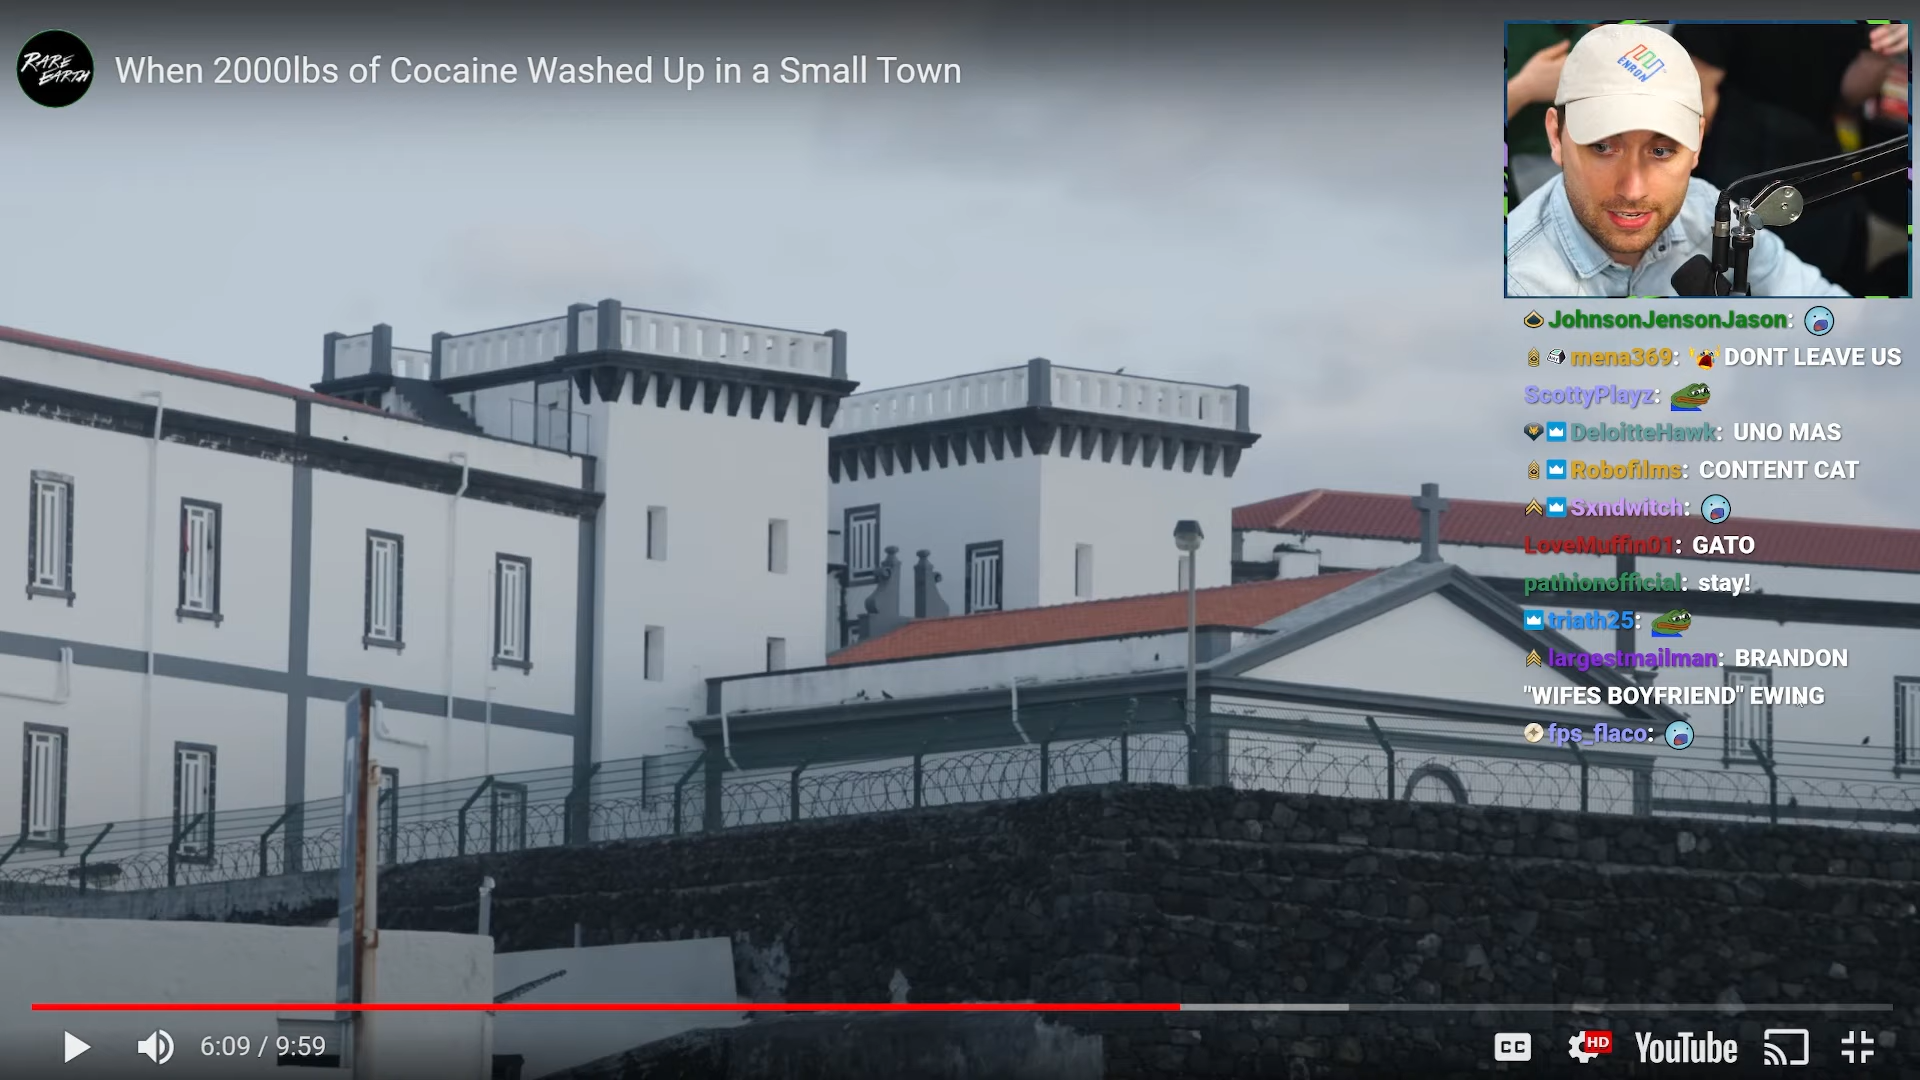 RARE
EARTH
When 2000lbs of Cocaine Washed Up in a Small Town
ENRON
JohnsonJensonJason:
mena369: DONT LEAVE US
ScottyPlayz:
DeloitteHawk: UNO MAS
Robofilms: CONTENT CAT
Sxndwitch:
LoveMuffin01: GATO
pathionofficial: stay!
triath25:
largestmailman: BRANDON
"WIFES BOYFRIEND" EWING
fps_flaco:
6:09 / 9:59
CC
HD
YouTube